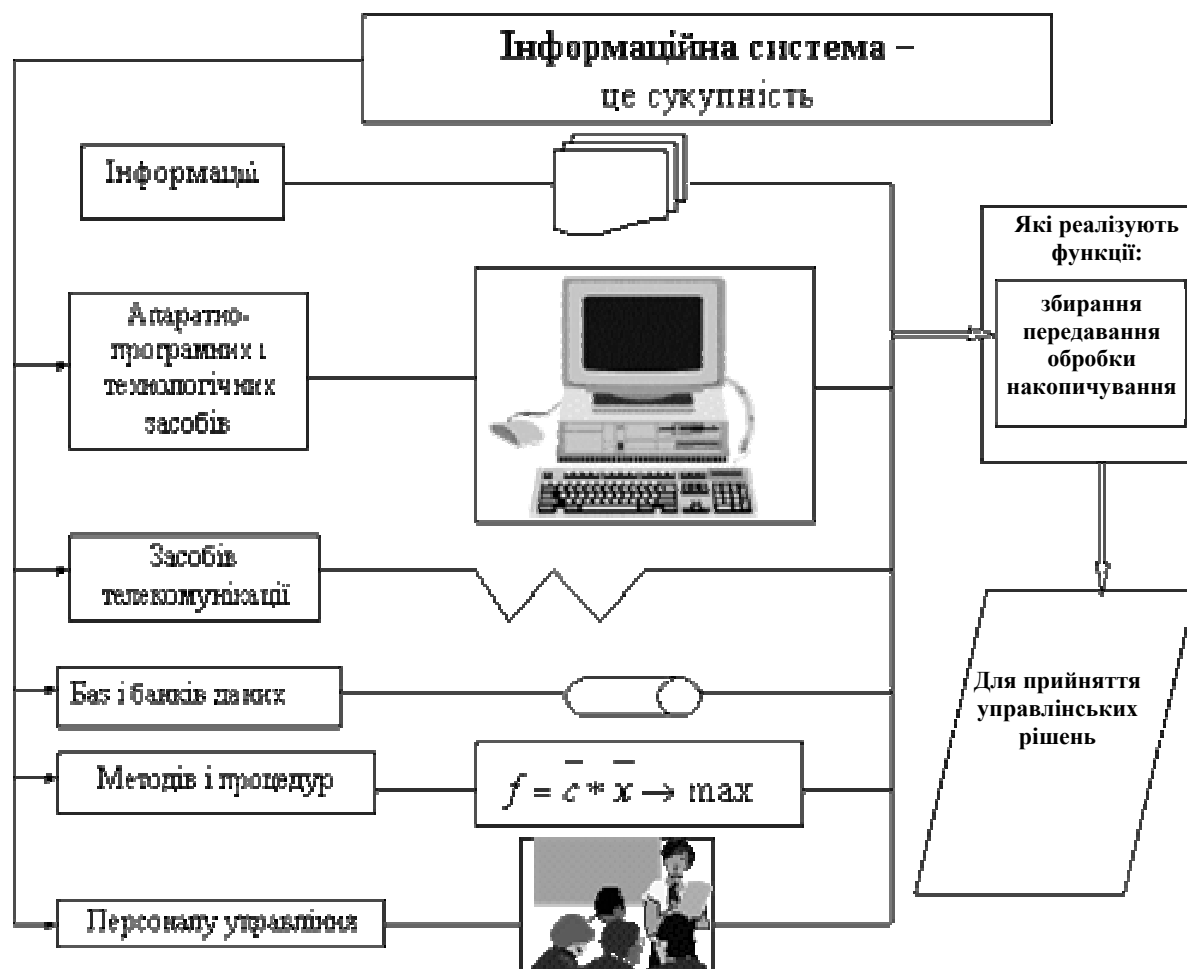 Інформаційна система –
це сукупність
Інформації
Апаратно-
програмних і
технологічних
засобів
Засобів
телекомунікації
Баз і банків даних
Методів і процедур
f = c̄ * x̄ → max
Персоналу управління
Які реалізують
функції:
збирання
передавання
обробки
накопичування
Для прийняття
управлінських
рішень